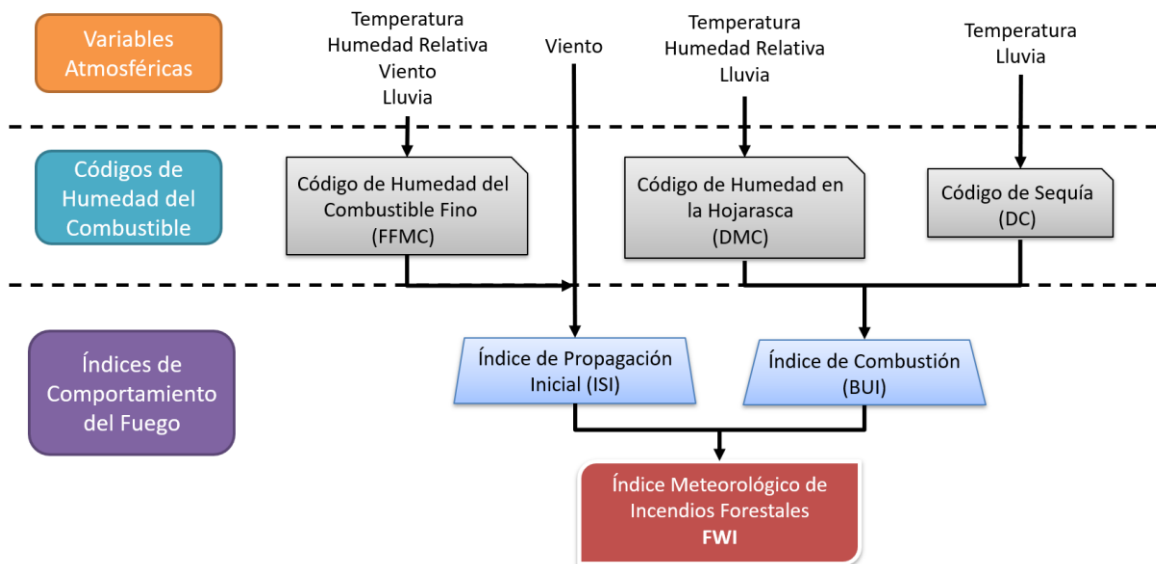 Variables
Atmosféricas
Temperatura
Humedad Relativa
Viento
Lluvia
Viento
Temperatura
Humedad Relativa
Lluvia
Temperatura
Lluvia
Códigos de
Humedad del
Combustible
Código de Humedad del
Combustible Fino
(FFMC)
Código de Humedad en
la Hojarasca
(DMC)
Código de Sequía
(DC)
Índices de
Comportamiento
del Fuego
Índice de Propagación
Inicial (ISI)
Índice de Combustión
(BUI)
Índice Meteorológico de
Incendios Forestales
FWI